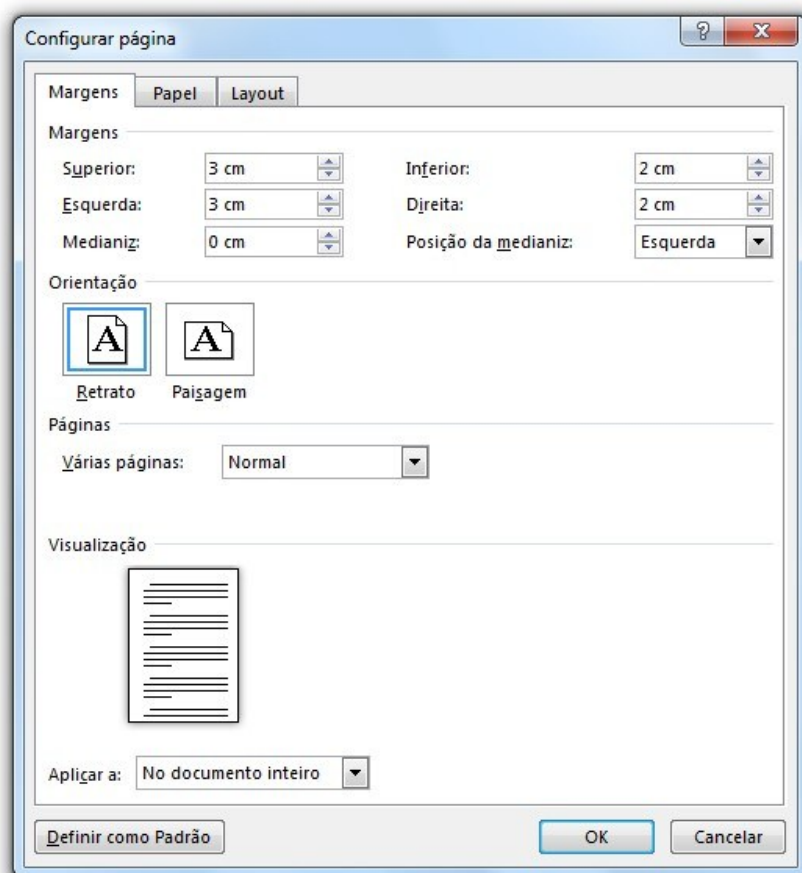 Configurar página
Margens Papel Layout
Margens
Superior: 3 cm Inferior: 2 cm
Esquerda: 3 cm Direita: 2 cm
Medianiz: 0 cm Posição da medianiz: Esquerda
Orientação
A A
Retrato Paisagem
Páginas
Várias páginas: Normal
Visualização
Aplicar a: No documento inteiro
Definir como Padrão OK Cancelar